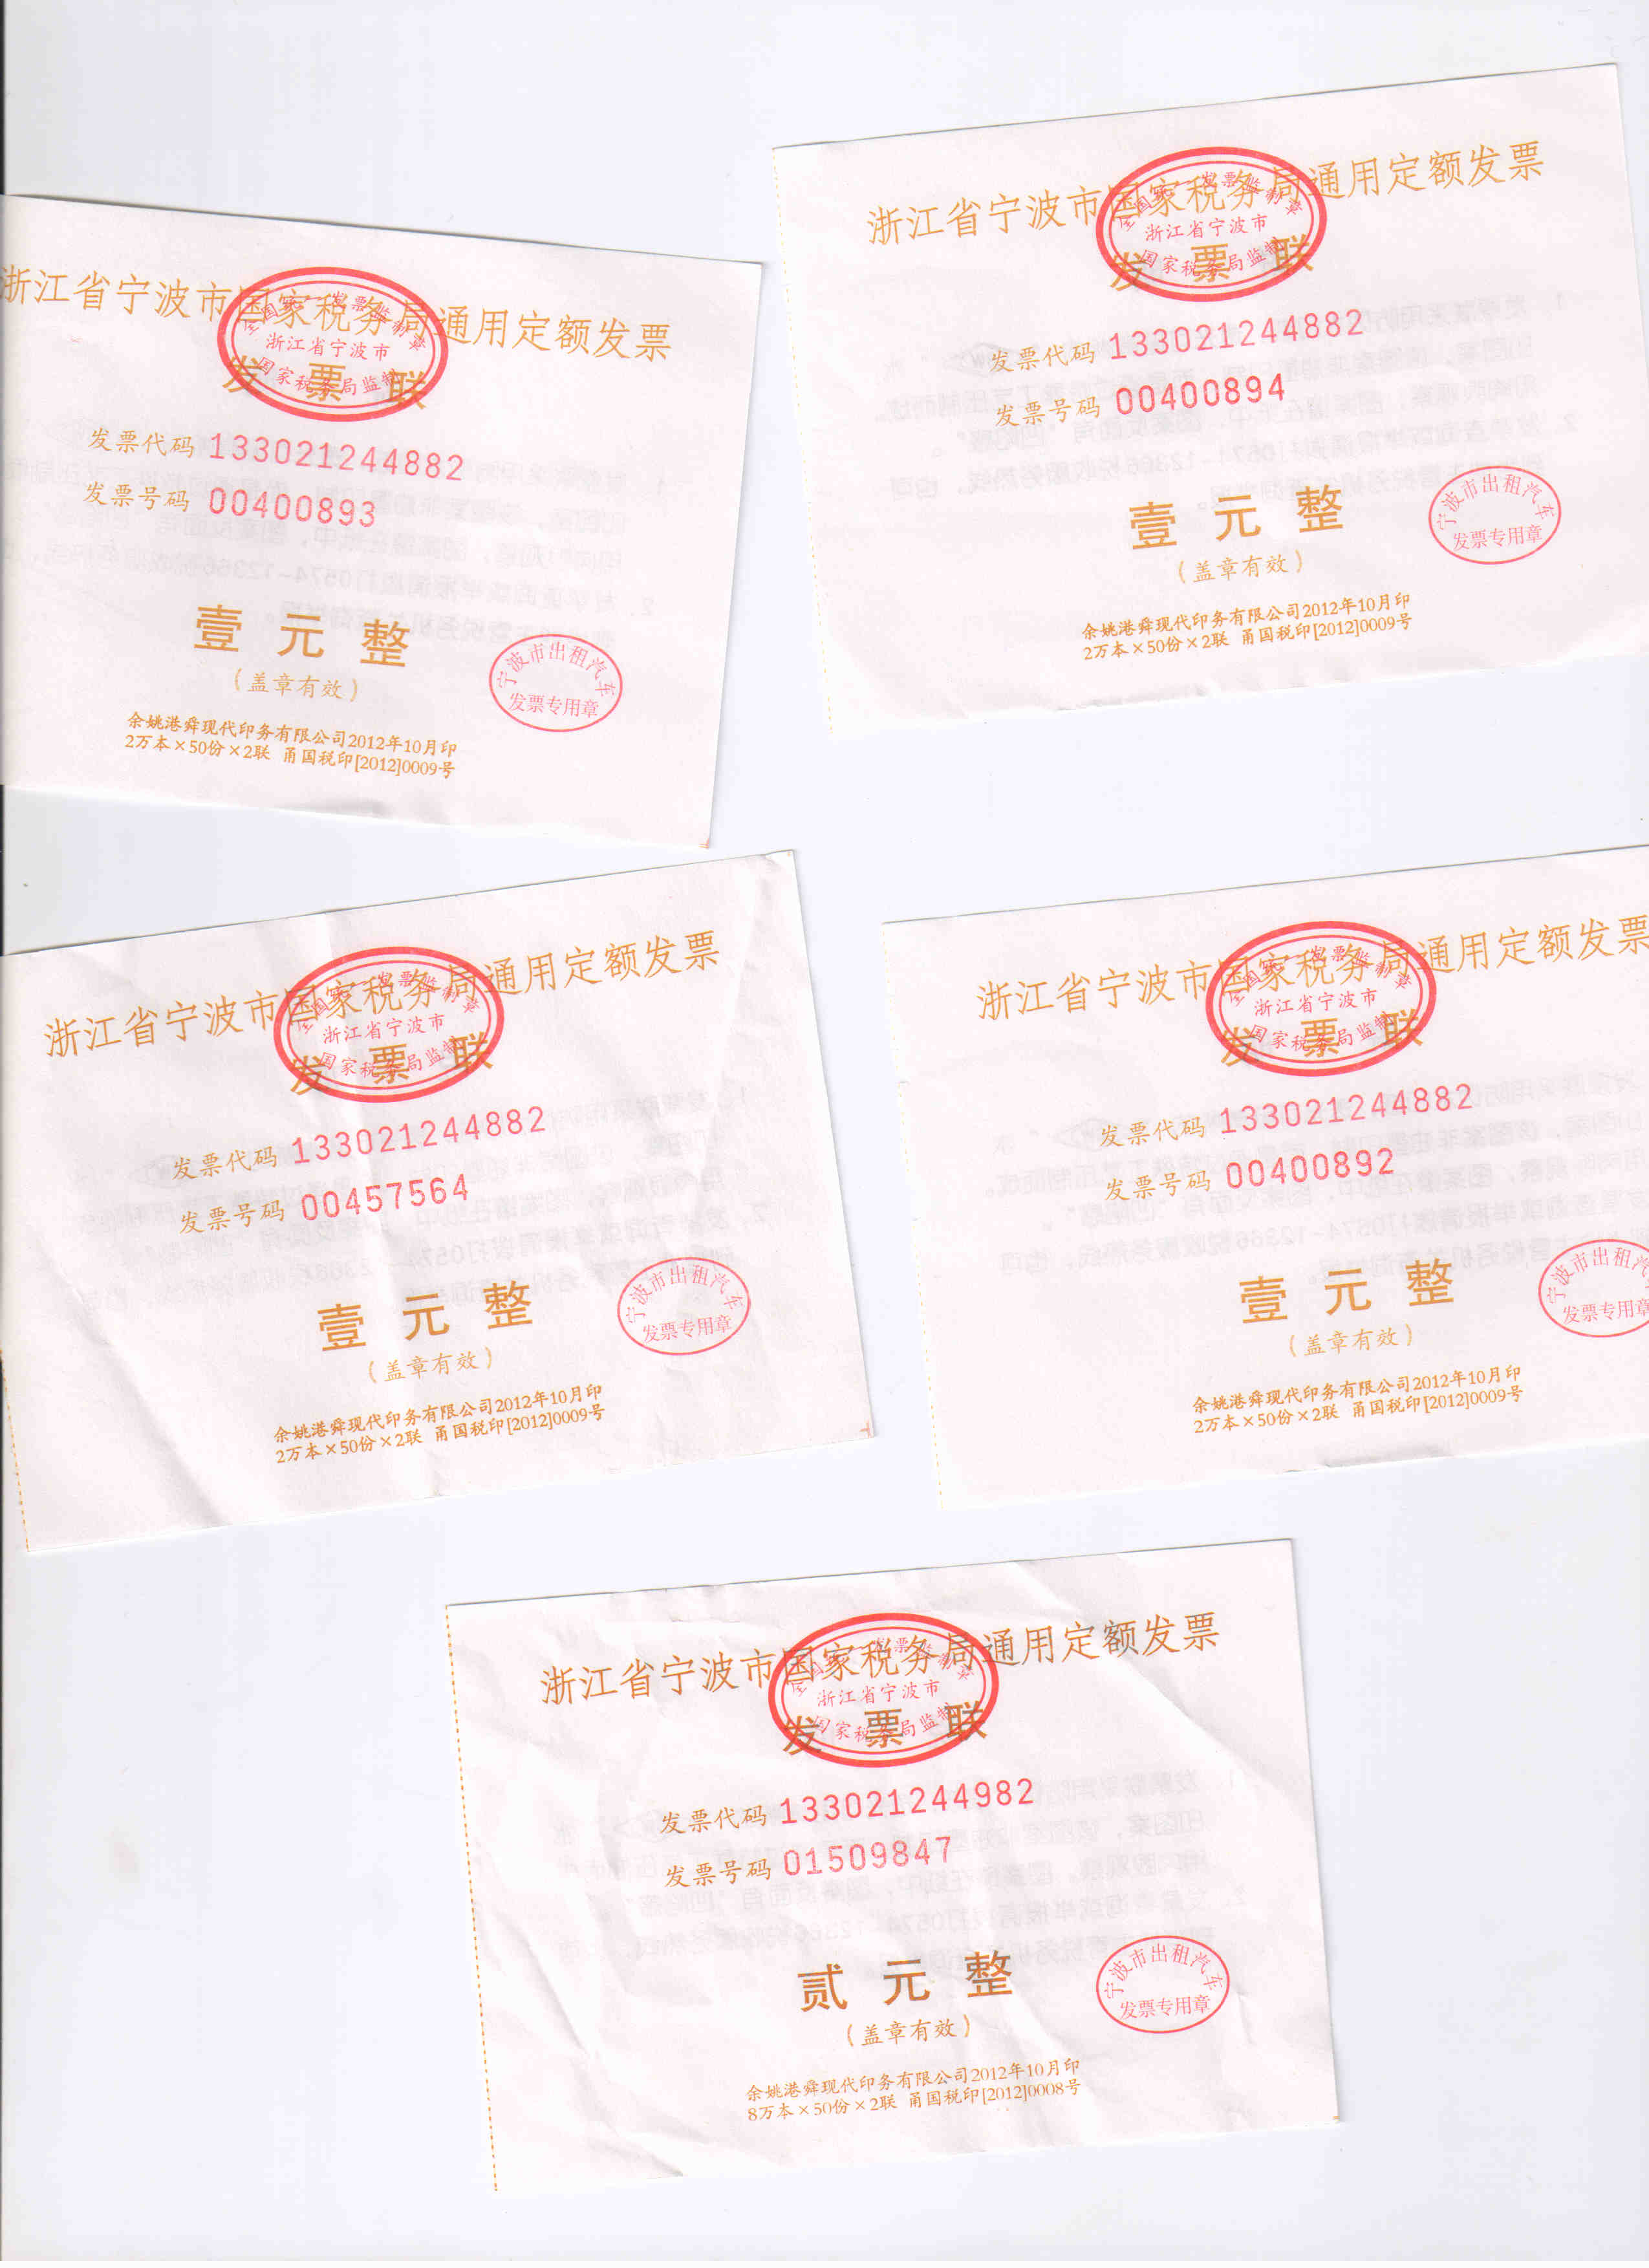 浙江省宁波市国家税务局通用定额发票
全国统一发票监制章
浙江省宁波市
国家税务局监制
发票联
发票代码 133021244882
发票号码 00400893
壹元整
（盖章有效）
宁波市出租汽车
发票专用章
余姚港舜现代印务有限公司2012年10月印
2万本×50份×2联 甬国税印[2012]0009号
浙江省宁波市国家税务局通用定额发票
全国统一发票监制章
浙江省宁波市
国家税务局监制
发票联
发票代码 133021244882
发票号码 00400894
壹元整
（盖章有效）
宁波市出租汽车
发票专用章
余姚港舜现代印务有限公司2012年10月印
2万本×50份×2联 甬国税印[2012]0009号
浙江省宁波市国家税务局通用定额发票
全国统一发票监制章
浙江省宁波市
国家税务局监制
发票联
发票代码 133021244882
发票号码 00457564
壹元整
（盖章有效）
宁波市出租汽车
发票专用章
余姚港舜现代印务有限公司2012年10月印
2万本×50份×2联 甬国税印[2012]0009号
浙江省宁波市国家税务局通用定额发票
全国统一发票监制章
浙江省宁波市
国家税务局监制
发票联
发票代码 133021244882
发票号码 00400892
壹元整
（盖章有效）
宁波市出租汽
发票专用章
余姚港舜现代印务有限公司2012年10月印
2万本×50份×2联 甬国税印[2012]0009号
浙江省宁波市国家税务局通用定额发票
全国统一发票监制章
浙江省宁波市
国家税务局监制
发票联
发票代码 133021244982
发票号码 01509847
贰元整
（盖章有效）
宁波市出租汽车
发票专用章
余姚港舜现代印务有限公司2012年10月印
8万本×50份×2联 甬国税印[2012]0008号